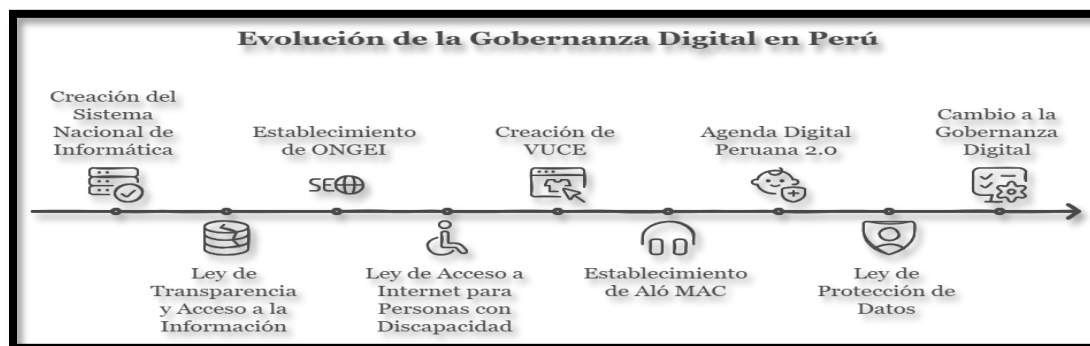 Evolución de la Gobernanza Digital en Perú
Creación del
Sistema
Nacional de
Informática
Establecimiento
de ONGEI
Creación de
VUCE
Agenda Digital
Peruana 2.0
Cambio a la
Gobernanza
Digital
SE
Ley de
Transparencia
y Acceso a la
Información
Ley de Acceso a
Internet para
Personas con
Discapacidad
Establecimiento
de Aló MAC
Ley de
Protección de
Datos